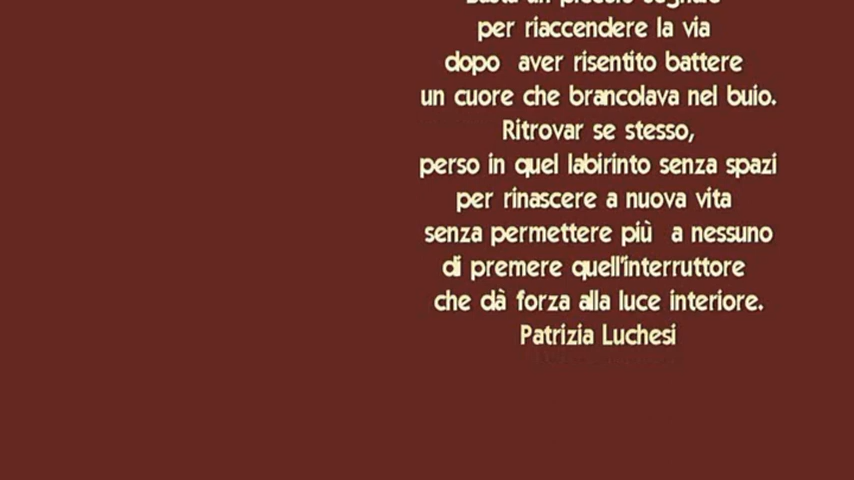 per riaccendere la via
dopo aver risentito battere
un cuore che brancolava nel buio.
Ritrovar se stesso,
perso in quel labirinto senza spazi
per rinascere a nuova vita
senza permettere più a nessuno
di premere quell'interruttore
che dà forza alla luce interiore.
Patrizia Luchesi